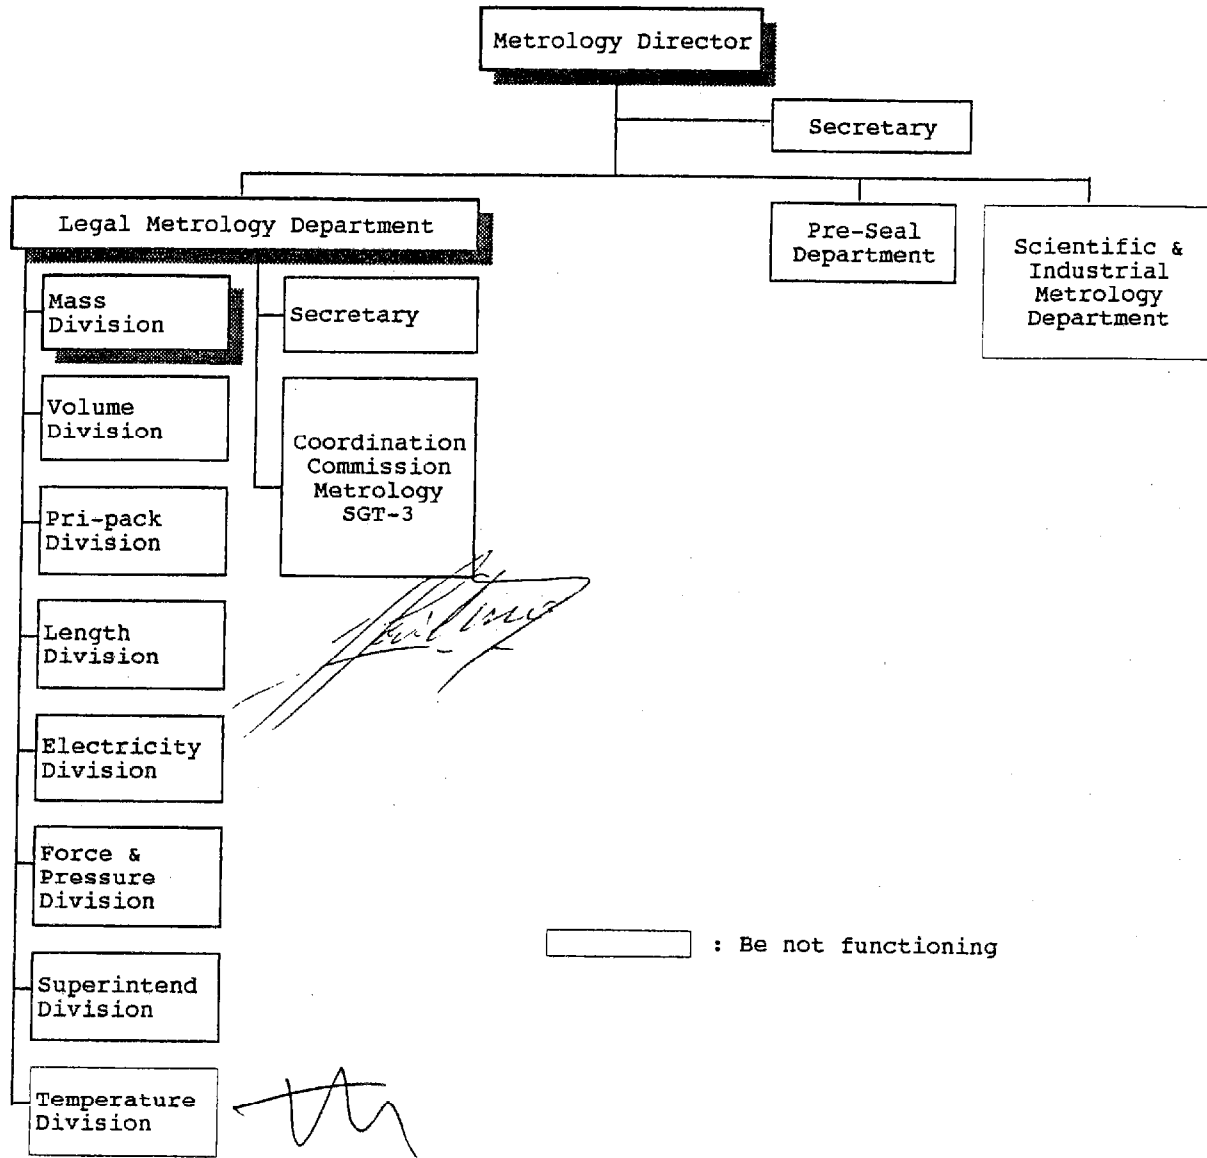 Metrology Director
Secretary
Legal Metrology Department
Pre-Seal
Department
Scientific &
Industrial
Metrology
Department
Mass
Division
Secretary
Volume
Division
Coordination
Commission
Metrology
SGT-3
Pri-pack
Division
Length
Division
Electricity
Division
Force &
Pressure
Division
: Be not functioning
Superintend
Division
Temperature
Division